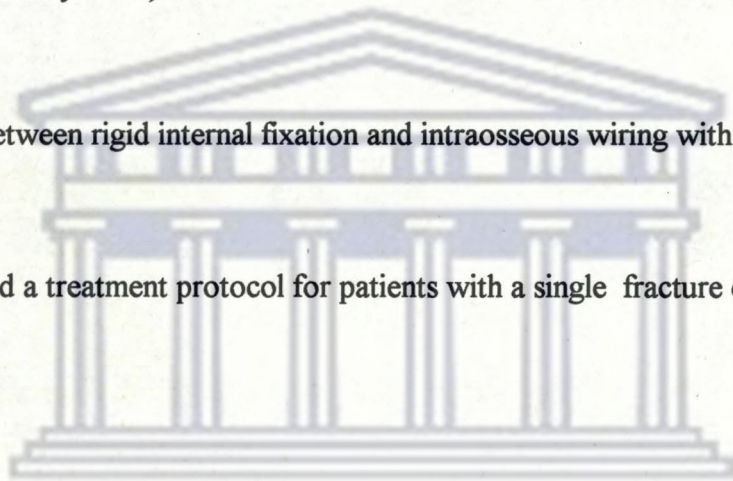 etween rigid internal fixation and intraosseous wiring with
d a treatment protocol for patients with a single fracture